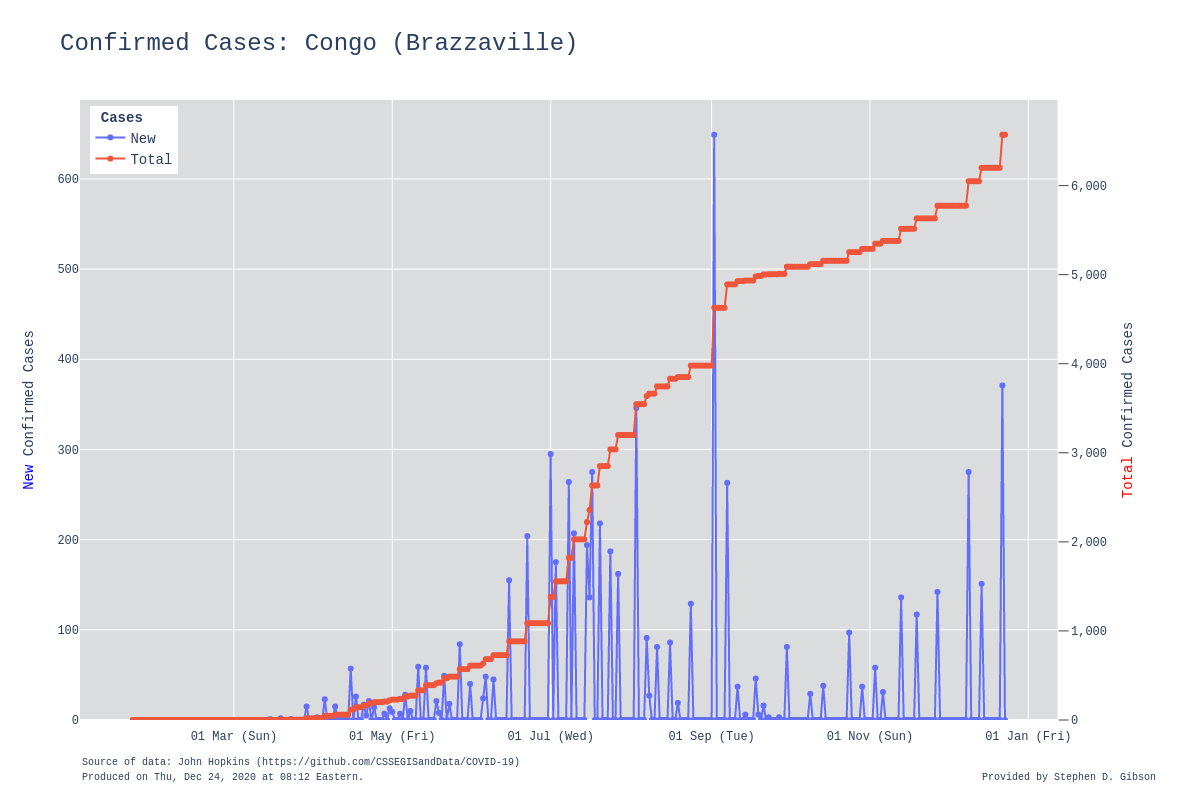 Confirmed Cases: Congo (Brazzaville)
Cases
New
Total
600
500
400
300
200
100
0
New Confirmed Cases
6,000
5,000
4,000
3,000
2,000
1,000
0
Total Confirmed Cases
01 Mar (Sun)
01 May (Fri)
01 Jul (Wed)
01 Sep (Tue)
01 Nov (Sun)
01 Jan (Fri)
Source of data: John Hopkins (https://github.com/CSSEGISandData/COVID-19)
Produced on Thu, Dec 24, 2020 at 08:12 Eastern.
Provided by Stephen D. Gibson